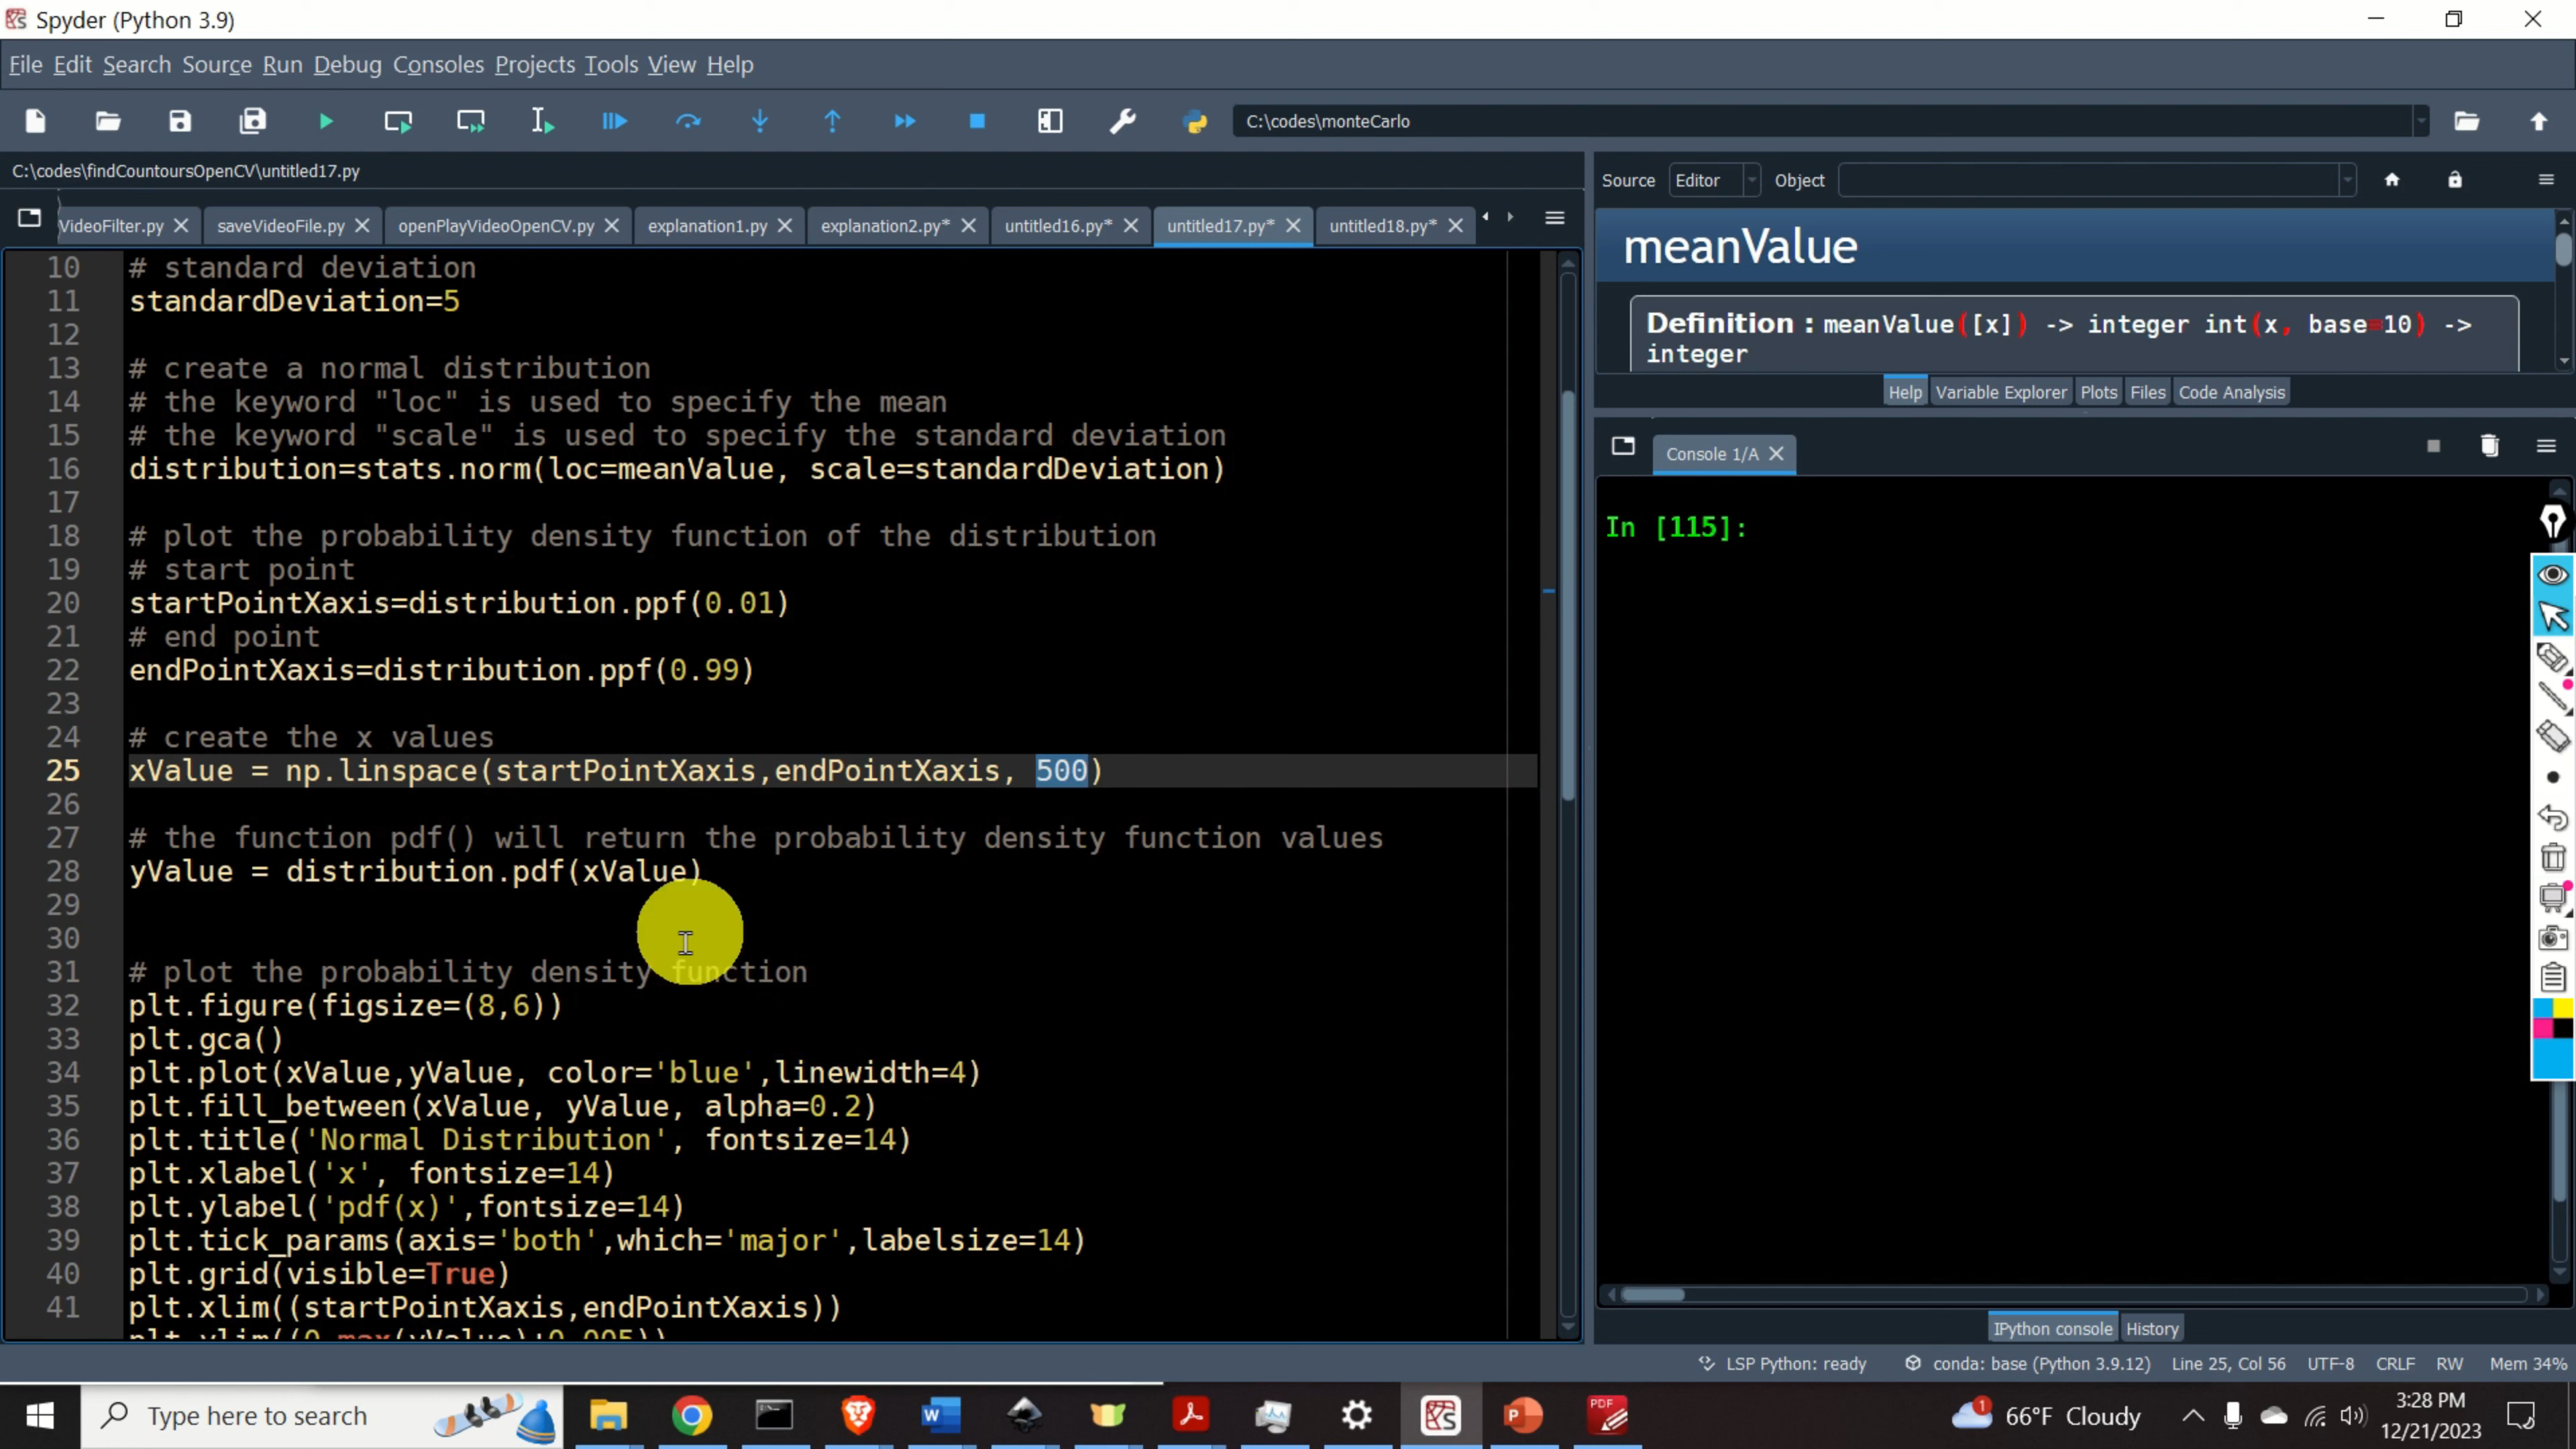 Spyder (Python 3.9)
File Edit Search Source Run Debug Consoles Projects Tools View Help
C:\codes\monteCarlo
C:\codes\findCountoursOpenCV\untitled17.py
VideoFilter.py saveVideoFile.py openPlayVideoOpenCV.py explanation1.py explanation2.py* untitled16.py* untitled17.py* untitled18.py*
10 # standard deviation
11 standardDeviation=5
12
13 # create a normal distribution
14 # the keyword "loc" is used to specify the mean
15 # the keyword "scale" is used to specify the standard deviation
16 distribution=stats.norm(loc=meanValue, scale=standardDeviation)
17
18 # plot the probability density function of the distribution
19 # start point
20 startPointXaxis=distribution.ppf(0.01)
21 # end point
22 endPointXaxis=distribution.ppf(0.99)
23
24 # create the x values
25 xValue = np.linspace(startPointXaxis,endPointXaxis, 500)
26
27 # the function pdf() will return the probability density function values
28 yValue = distribution.pdf(xValue)
29
30
31 # plot the probability density function
32 plt.figure(figsize=(8,6))
33 plt.gca()
34 plt.plot(xValue,yValue, color='blue',linewidth=4)
35 plt.fill_between(xValue, yValue, alpha=0.2)
36 plt.title('Normal Distribution', fontsize=14)
37 plt.xlabel('x', fontsize=14)
38 plt.ylabel('pdf(x)',fontsize=14)
39 plt.tick_params(axis='both',which='major',labelsize=14)
40 plt.grid(visible=True)
41 plt.xlim((startPointXaxis,endPointXaxis))
Source Editor Object
meanValue
Definition : meanValue([x]) -> integer int(x, base=10) ->
integer
Help Variable Explorer Plots Files Code Analysis
Console 1/A
In [115]:
IPython console History
LSP Python: ready conda: base (Python 3.9.12) Line 25, Col 56 UTF-8 CRLF RW Mem 34%
Type here to search
PDF
1
66°F Cloudy
3:28 PM
12/21/2023